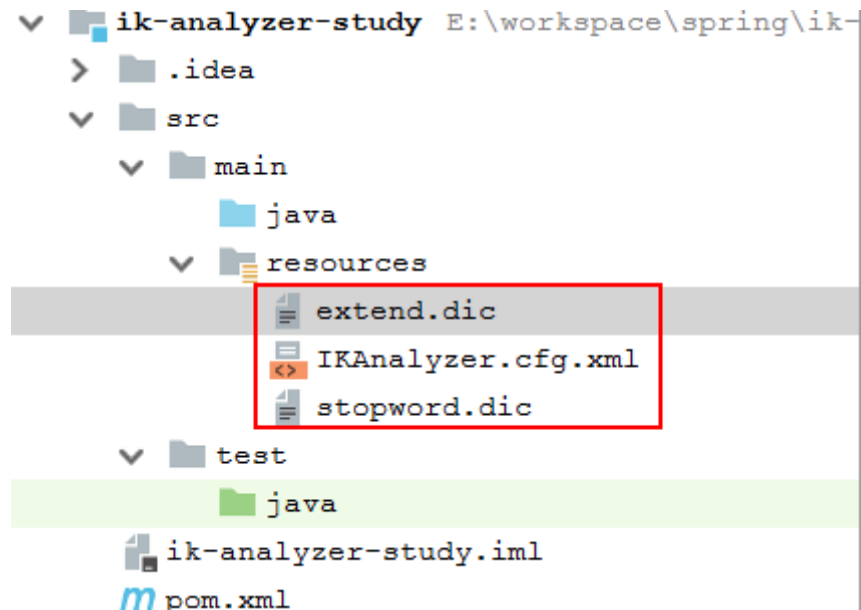 ik-analyzer-study E:\workspace\spring\ik-
.idea
src
main
java
resources
extend.dic
IKAnalyzer.cfg.xml
stopword.dic
test
java
ik-analyzer-study.iml
pom.xml